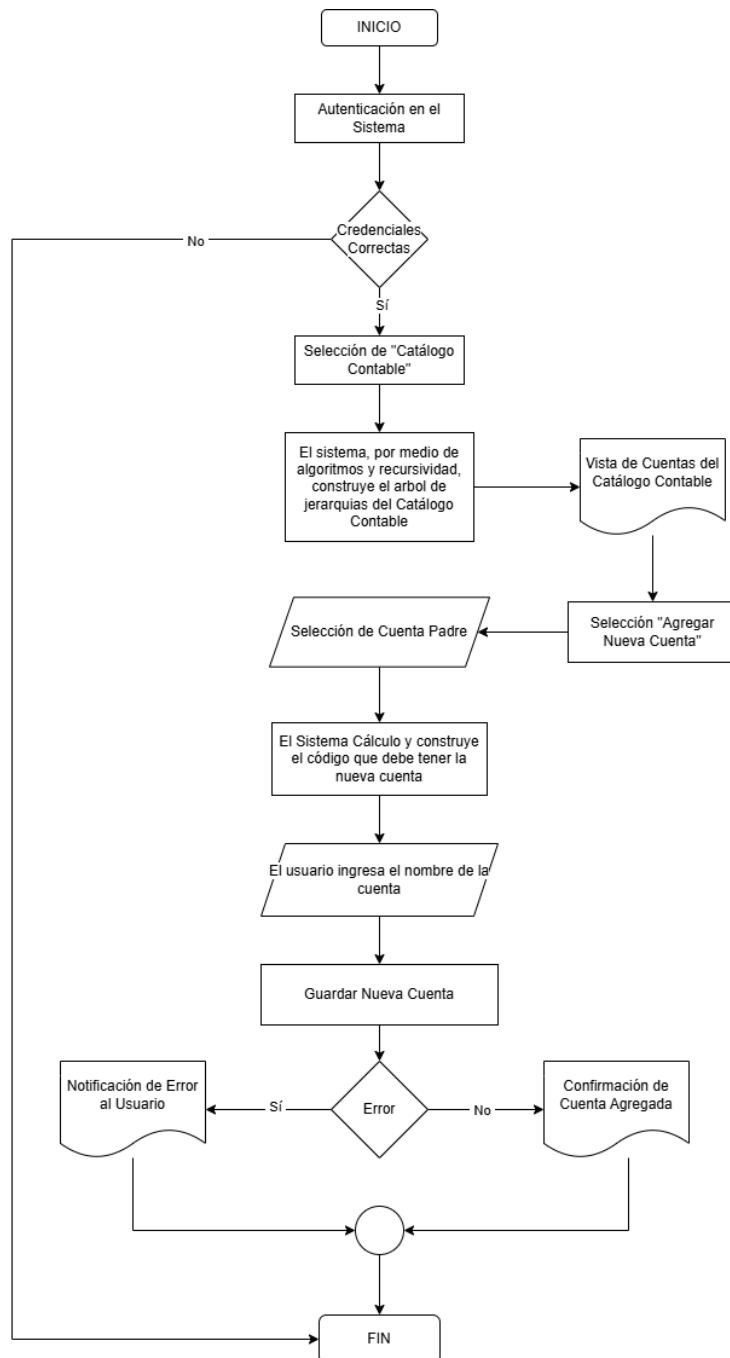 INICIO
Autenticación en el
Sistema
Credenciales
Correctas
No
Sí
Selección de "Catálogo
Contable"
El sistema, por medio de
algoritmos y recursividad,
construye el arbol de
jerarquias del Catálogo
Contable
Vista de Cuentas del
Catálogo Contable
Selección "Agregar
Nueva Cuenta"
Selección de Cuenta Padre
El Sistema Cálculo y construye
el código que debe tener la
nueva cuenta
El usuario ingresa el nombre de la
cuenta
Guardar Nueva Cuenta
Error
Sí
No
Notificación de Error
al Usuario
Confirmación de
Cuenta Agregada
FIN